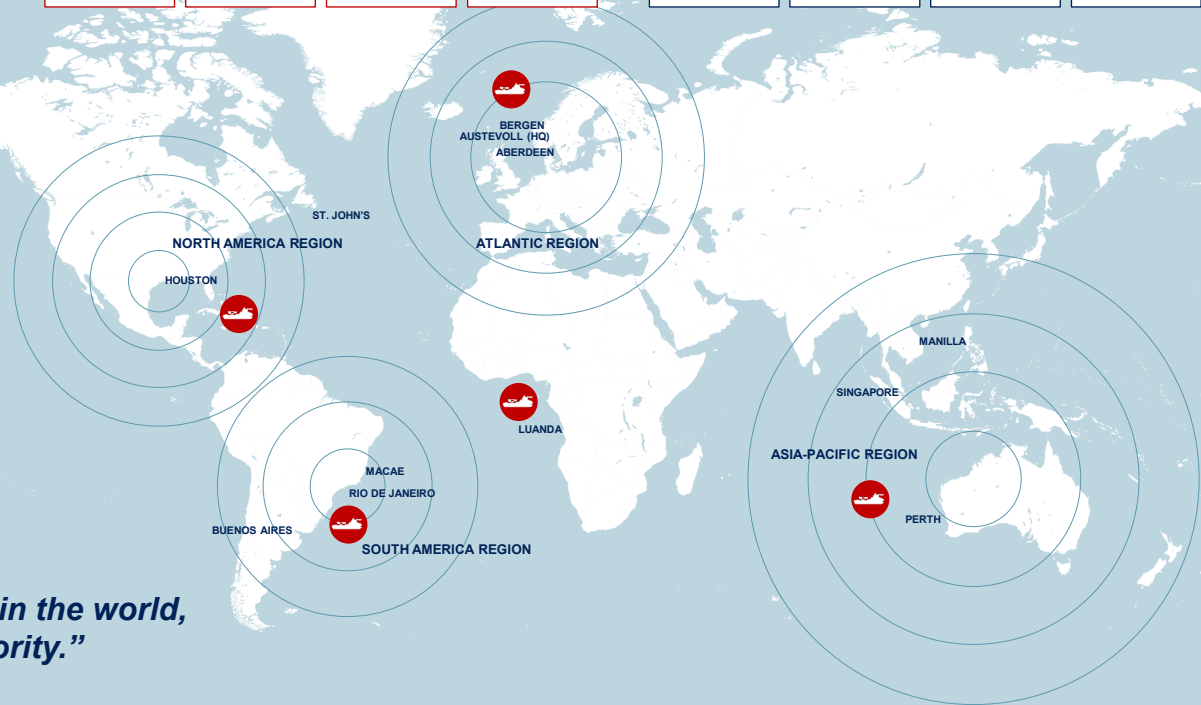 BERGEN
AUSTEVOLL (HQ)
ABERDEEN
ST. JOHN'S
NORTH AMERICA REGION
ATLANTIC REGION
HOUSTON
MANILLA
SINGAPORE
LUANDA
ASIA-PACIFIC REGION
MACAE
RIO DE JANEIRO
PERTH
BUENOS AIRES
SOUTH AMERICA REGION
in the world,
ority.”